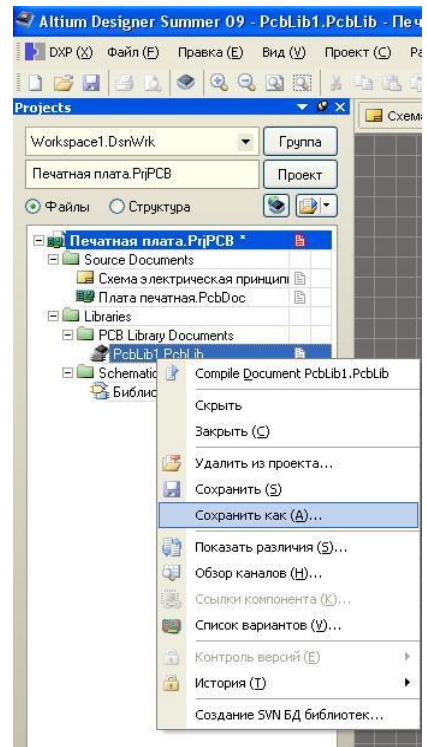 Altium Designer Summer 09 - PcbLib1.PcbLib - Печ
DXP (X) Файл (F) Правка (E) Вид (V) Проект (C) Ра
Projects
Схема
Workspace1.DsnWrk Группа
Печатная плата.PrjPCB Проект
Файлы Структура
Печатная плата.PrjPCB *
Source Documents
Схема электрическая принципи
Плата печатная.PcbDoc
Libraries
PCB Library Documents
PcbLib1.PcbLib
Schematic
Библис
Compile Document PcbLib1.PcbLib
Скрыть
Закрыть (C)
Удалить из проекта...
Сохранить (S)
Сохранить как (A)...
Показать различия (S)...
Обзор каналов (H)...
Ссылки компонента (K)...
Список вариантов (V)...
Контроль версий (E)
История (T)
Создание SVN БД библиотек...